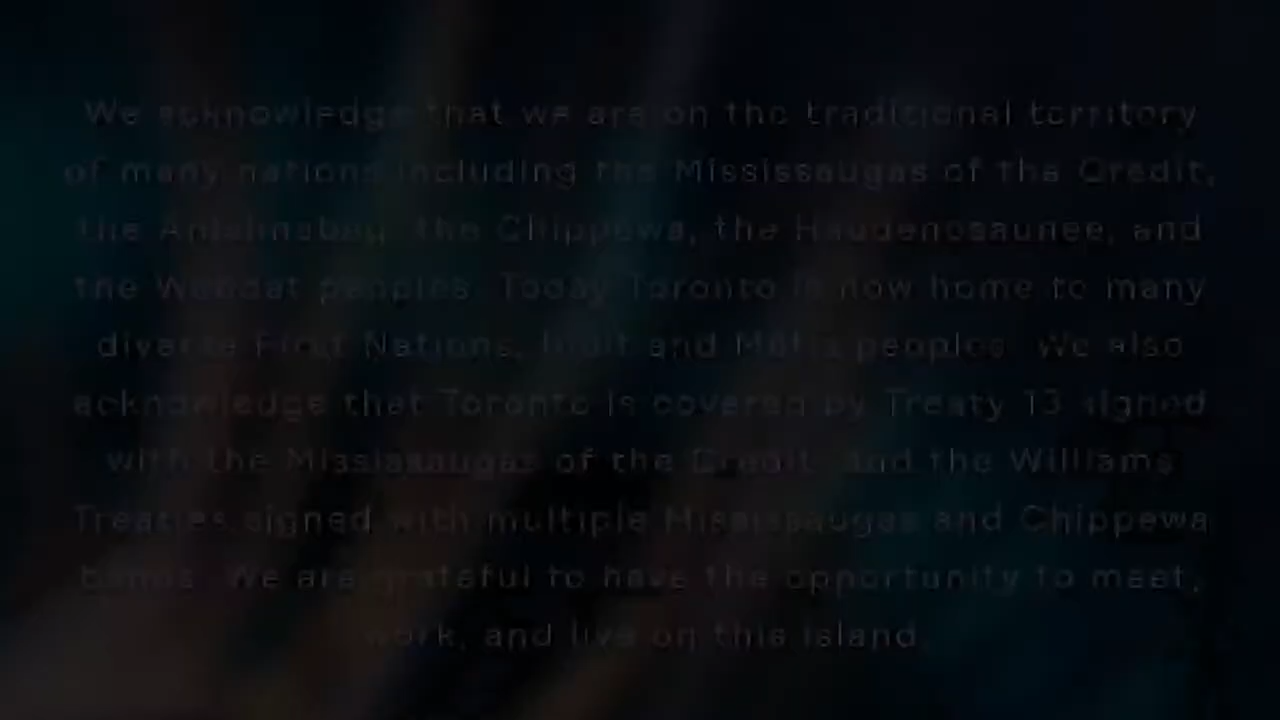 We acknowledge that we are on the traditional territory
of many nations including the Mississaugas of the Credit,
the Anishnabeg, the Chippewa, the Haudenosaunee, and
the Wendat peoples. Today Toronto is now home to many
diverse First Nations, Inuit and Métis peoples. We also
acknowledge that Toronto is covered by Treaty 13 signed
with the Mississaugas of the Credit, and the Williams
Treaties signed with multiple Mississaugas and Chippewa
bands. We are grateful to have the opportunity to meet,
work, and live on this island.